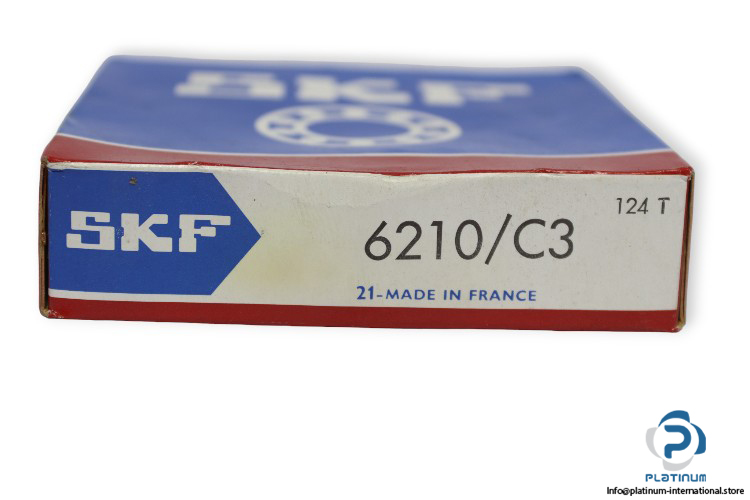 SKF
SKF
124 T
6210/C3
21-MADE IN FRANCE
PLATINUM
Info@platinum-international.store